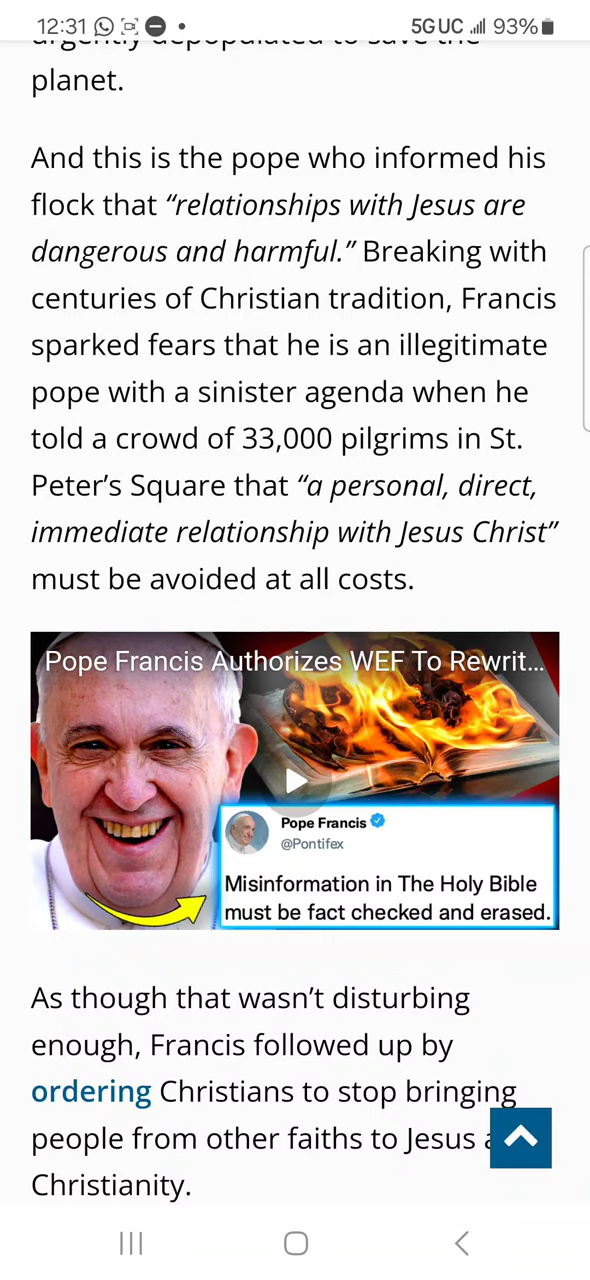 12:31
5G UC 93%
urgently depopulated to save the
planet.
And this is the pope who informed his
flock that “relationships with Jesus are
dangerous and harmful.” Breaking with
centuries of Christian tradition, Francis
sparked fears that he is an illegitimate
pope with a sinister agenda when he
told a crowd of 33,000 pilgrims in St.
Peter’s Square that “a personal, direct,
immediate relationship with Jesus Christ”
must be avoided at all costs.
Pope Francis Authorizes WEF To Rewrit...
Pope Francis
@Pontifex
Misinformation in The Holy Bible
must be fact checked and erased.
As though that wasn’t disturbing
enough, Francis followed up by
ordering Christians to stop bringing
people from other faiths to Jesus
Christianity.